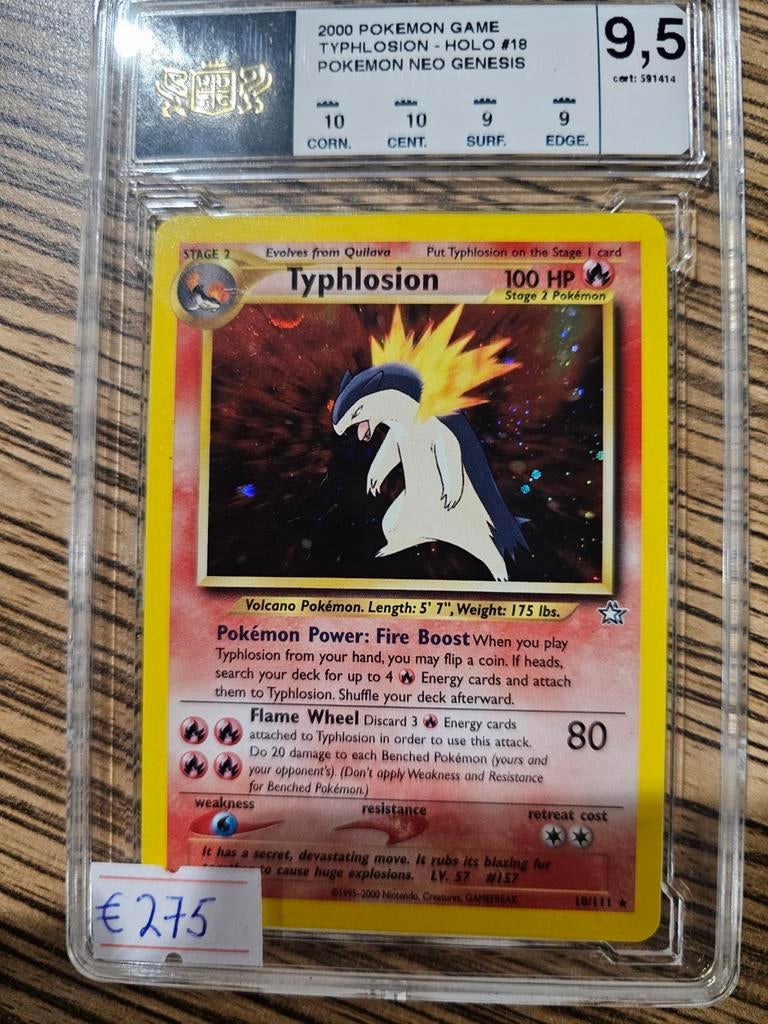 2000 POKEMON GAME
TYPHLOSION - HOLO #18
POKEMON NEO GENESIS
9,5
cert: 591414
10 10 9 9
CORN. CENT. SURF. EDGE.
STAGE 2 Evolves from Quilava Put Typhlosion on the Stage 1 card
Typhlosion 100 HP
Stage 2 Pokémon
Volcano Pokémon. Length: 5' 7", Weight: 175 lbs.
Pokémon Power: Fire Boost When you play
Typhlosion from your hand, you may flip a coin. If heads,
search your deck for up to 4 Energy cards and attach
them to Typhlosion. Shuffle your deck afterward.
Flame Wheel Discard 3 Energy cards
attached to Typhlosion in order to use this attack.
Do 20 damage to each Benched Pokémon (yours and
your opponent's). (Don't apply Weakness and Resistance
for Benched Pokémon.)
80
weakness resistance retreat cost
It has a secret, devastating move. It rubs its blazing fur
to cause huge explosions. LV. 57 #157
©1995-2000 Nintendo, Creatures, GAMEFREAK.
18/111 ★
€275